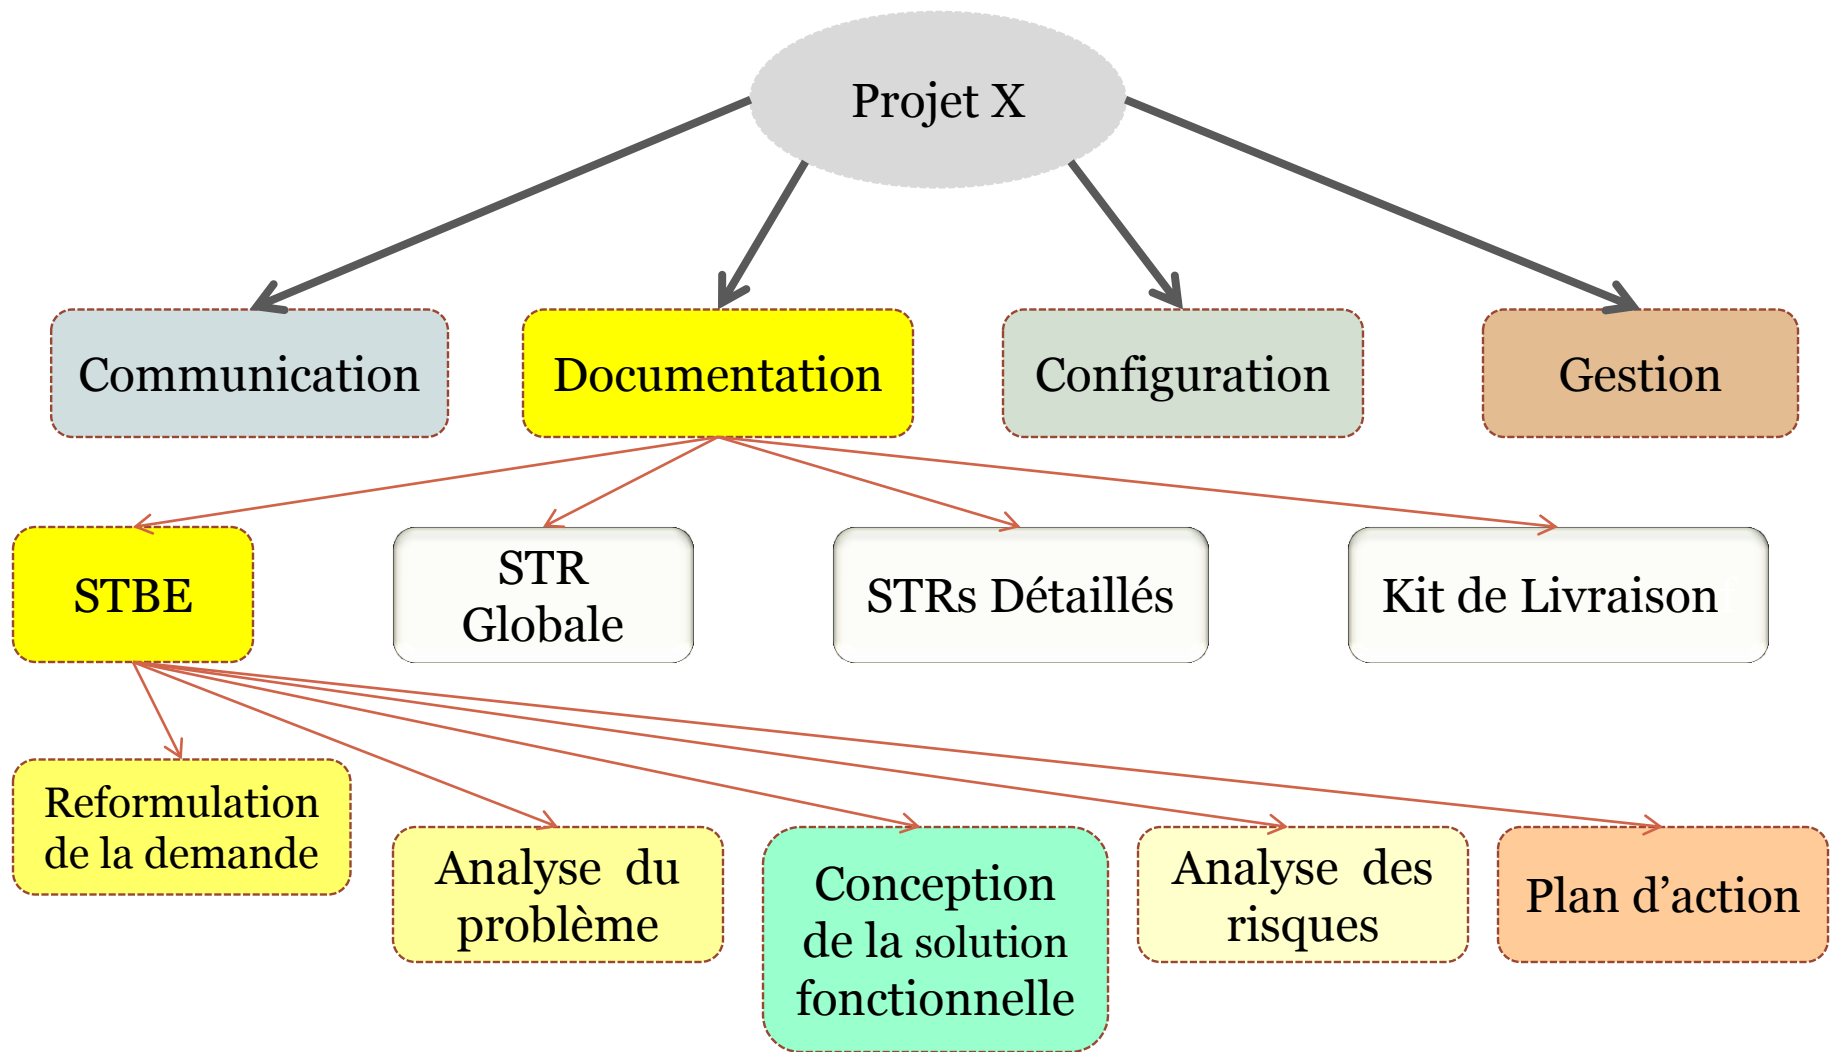 Projet X
Communication
Documentation
Configuration
Gestion
STBE
STR
Globale
STRs Détaillés
Kit de Livraison
Reformulation
de la demande
Analyse du
problème
Conception
de la solution
fonctionnelle
Analyse des
risques
Plan d’action